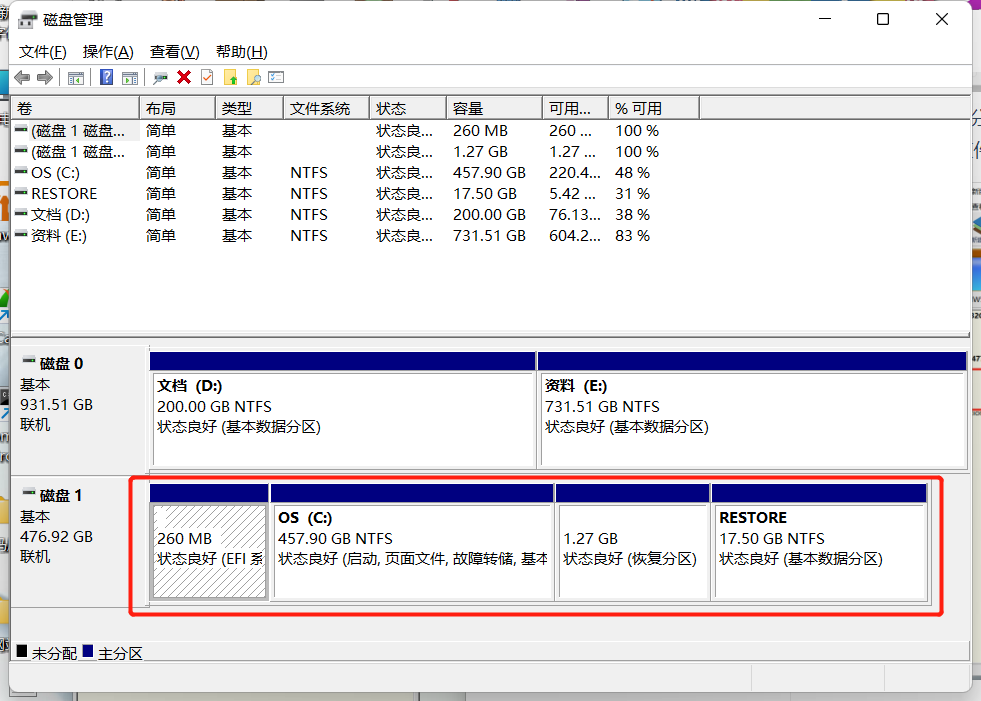 磁盘管理
文件(F) 操作(A) 查看(V) 帮助(H)
卷 布局 类型 文件系统 状态 容量 可用... % 可用
(磁盘 1 磁盘... 简单 基本 状态良... 260 MB 260 ... 100 %
(磁盘 1 磁盘... 简单 基本 状态良... 1.27 GB 1.27 ... 100 %
OS (C:) 简单 基本 NTFS 状态良... 457.90 GB 220.4... 48 %
RESTORE 简单 基本 NTFS 状态良... 17.50 GB 5.42 ... 31 %
文档 (D:) 简单 基本 NTFS 状态良... 200.00 GB 76.13... 38 %
资料 (E:) 简单 基本 NTFS 状态良... 731.51 GB 604.2... 83 %
磁盘 0
基本
931.51 GB
联机
文档 (D:)
200.00 GB NTFS
状态良好 (基本数据分区)
资料 (E:)
731.51 GB NTFS
状态良好 (基本数据分区)
磁盘 1
基本
476.92 GB
联机
260 MB
状态良好 (EFI 系
OS (C:)
457.90 GB NTFS
状态良好 (启动, 页面文件, 故障转储, 基本
1.27 GB
状态良好 (恢复分区)
RESTORE
17.50 GB NTFS
状态良好 (基本数据分区)
未分配 主分区